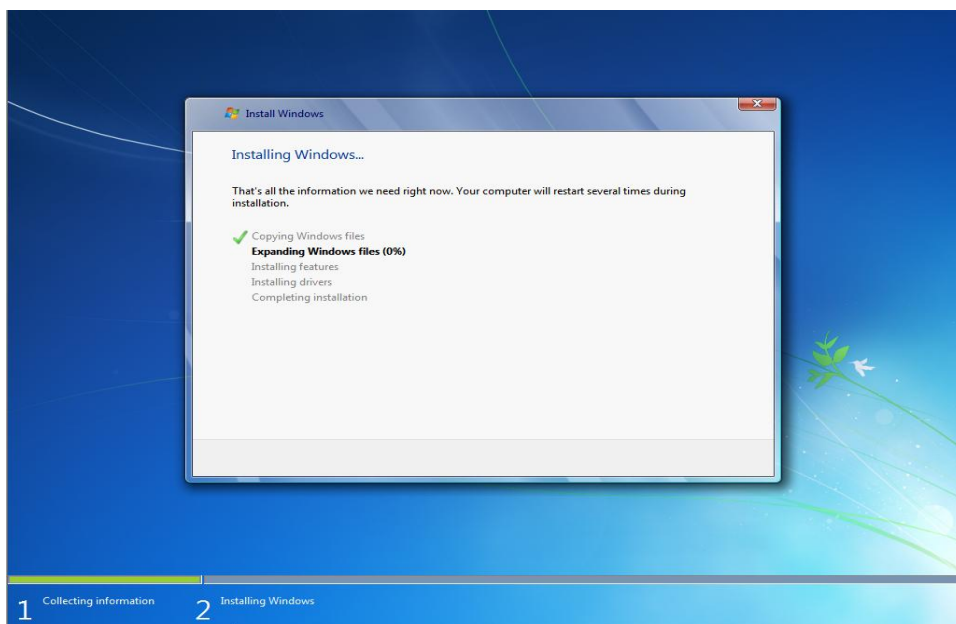 Install Windows
Installing Windows...
That's all the information we need right now. Your computer will restart several times during
installation.
Copying Windows files
Expanding Windows files (0%)
Installing features
Installing drivers
Completing installation
1 Collecting information 2 Installing Windows